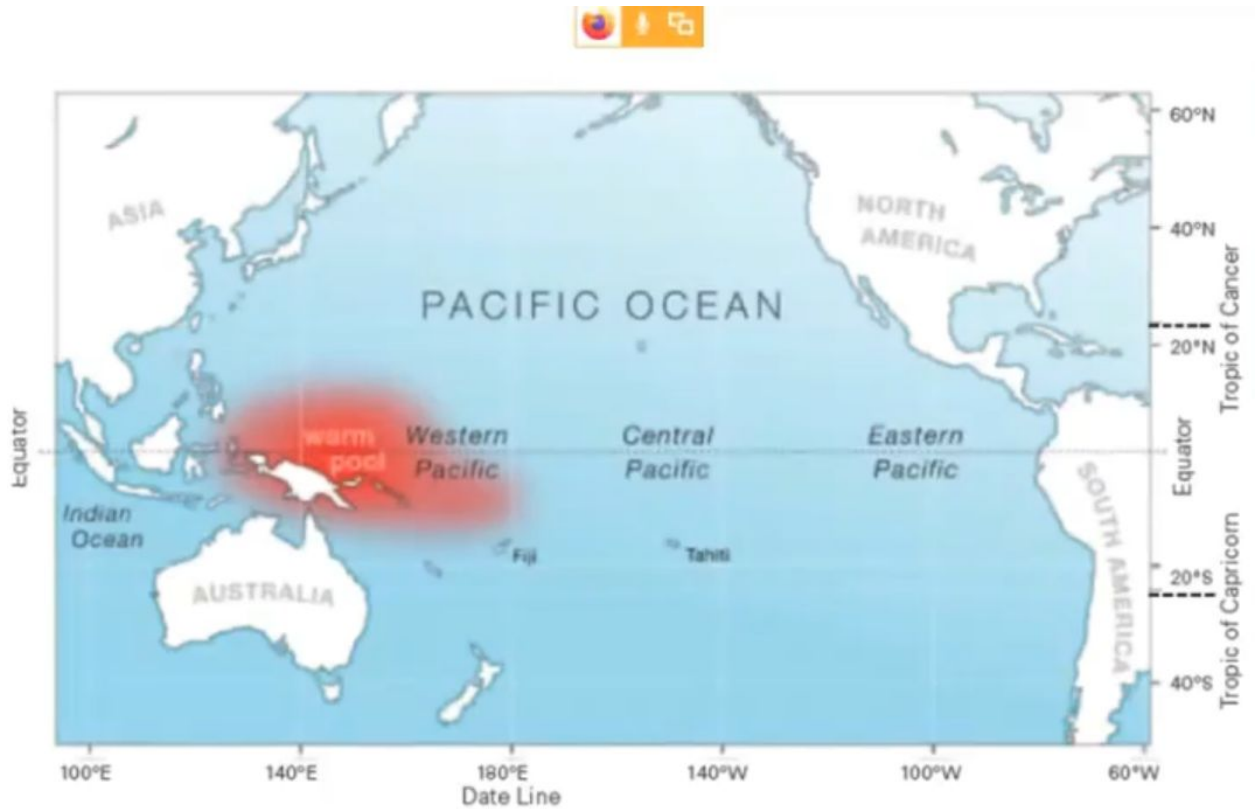 60°N
ASIA
NORTH
AMERICA
40°N
PACIFIC OCEAN
Tropic of Cancer
20°N
Equator
warm
pool
Western
Pacific
Central
Pacific
Eastern
Pacific
Equator
Indian
Ocean
SOUTH AMERICA
Fiji
Tahiti
20°S
AUSTRALIA
Tropic of Capricorn
40°S
100°E
140°E
180°E
140°W
100°W
60°W
Date Line